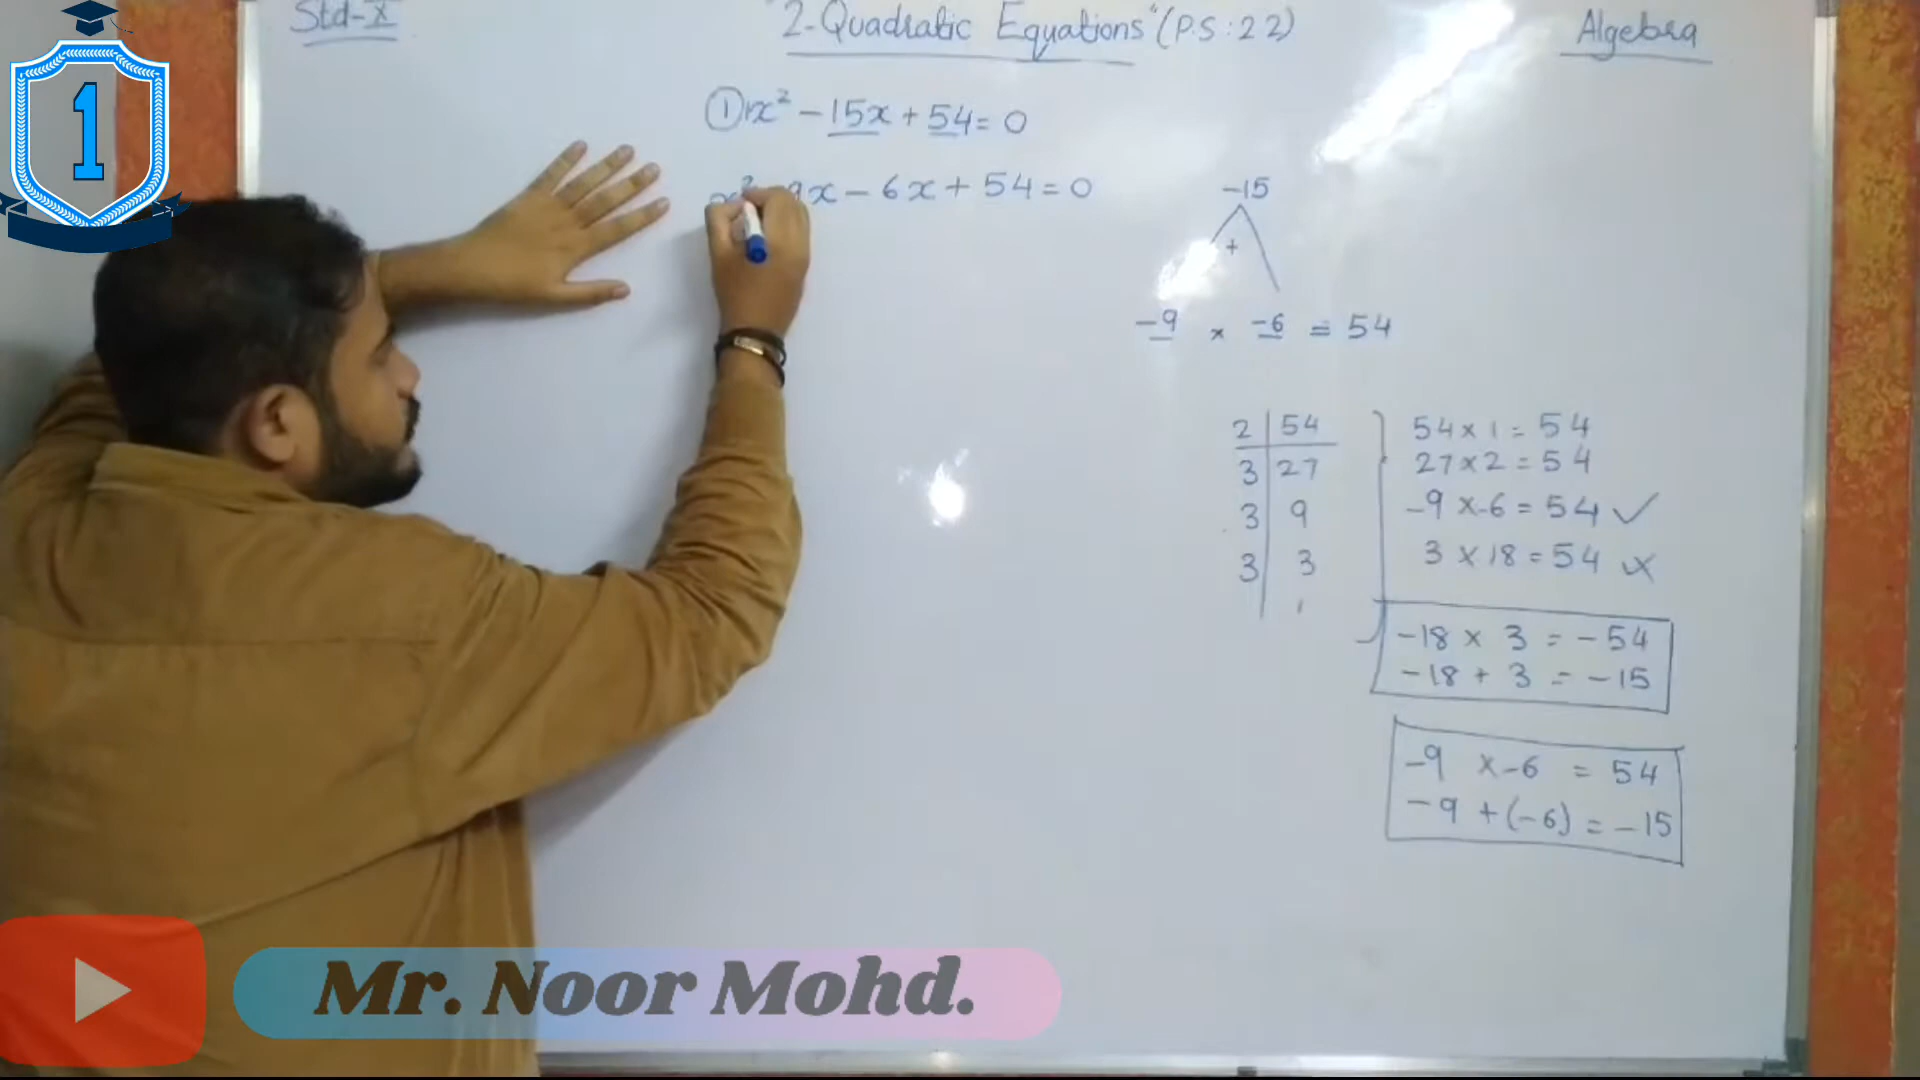 Std-X
"2-Quadratic Equations" (P.S:22)
Algebra
1
① x² - 15x + 54 = 0
x² - 9x - 6x + 54 = 0
-15
+
-9 × -6 = 54
2 | 54
3 | 27
3 | 9
3 | 3
1
54 × 1 = 54
27 × 2 = 54
-9 × -6 = 54 ✓
3 × 18 = 54 ×
-18 × 3 = -54
-18 + 3 = -15
-9 × -6 = 54
-9 + (-6) = -15
Mr. Noor Mohd.